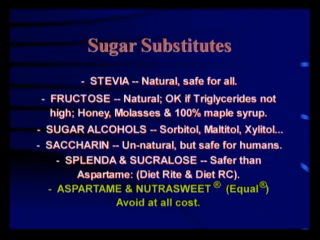 Sugar Substitutes
- STEVIA -- Natural, safe for all.
- FRUCTOSE -- Natural; OK if Triglycerides not
high; Honey, Molasses & 100% maple syrup.
- SUGAR ALCOHOLS -- Sorbitol, Maltitol, Xylitol...
- SACCHARIN -- Un-natural, but safe for humans.
- SPLENDA & SUCRALOSE -- Safer than
Aspartame: (Diet Rite & Diet RC).
- ASPARTAME & NUTRASWEET ® (Equal®)
Avoid at all cost.